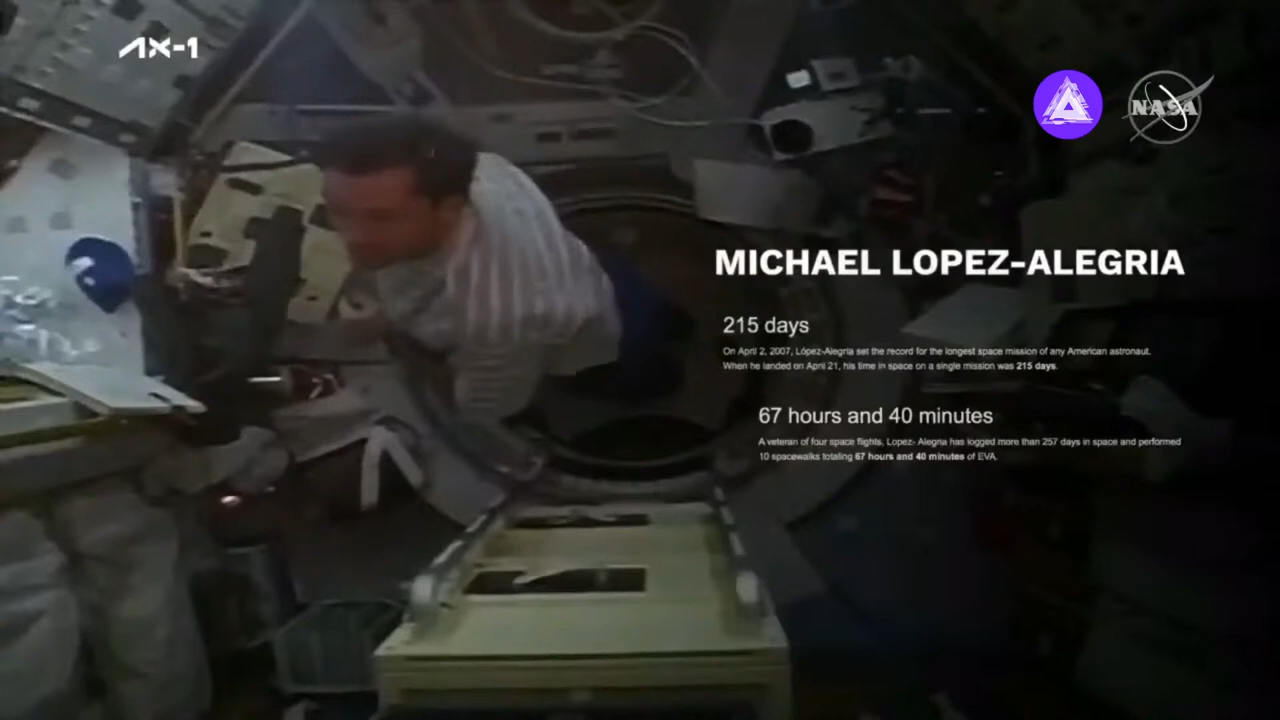 AX-1
NASA
MICHAEL LOPEZ-ALEGRIA
215 days
On April 2, 2007, López-Alegría set the record for the longest space mission of any American astronaut.
When he landed on April 21, his time in space on a single mission was 215 days.
67 hours and 40 minutes
A veteran of four space flights, Lopez- Alegria has logged more than 257 days in space and performed
10 spacewalks totaling 67 hours and 40 minutes of EVA.